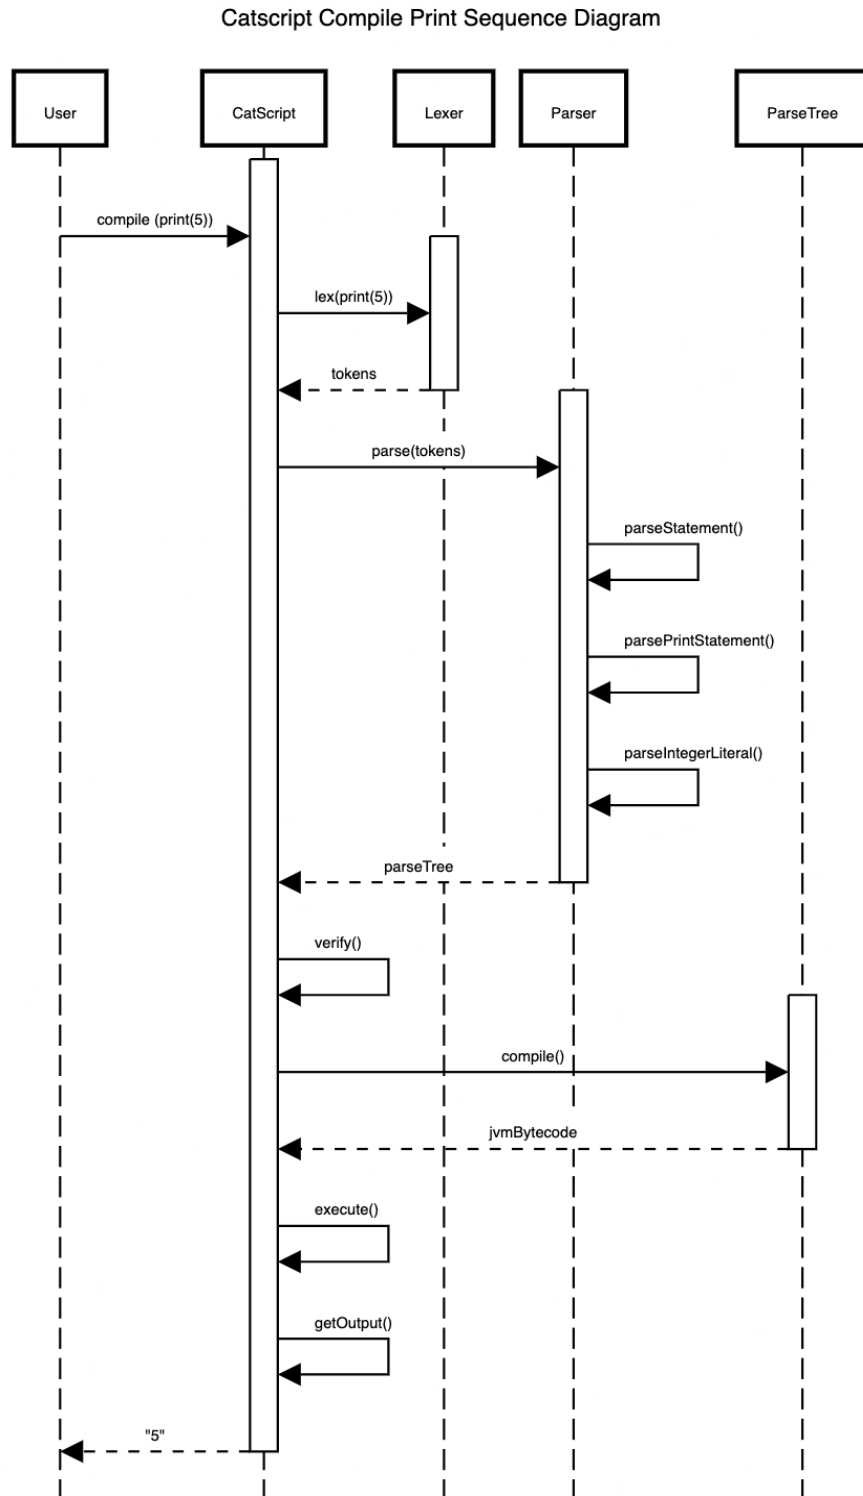 Catscript Compile Print Sequence Diagram
User
CatScript
Lexer
Parser
ParseTree
compile (print(5))
lex(print(5))
tokens
parse(tokens)
parseStatement()
parsePrintStatement()
parseIntegerLiteral()
parseTree
verify()
compile()
jvmBytecode
execute()
getOutput()
"5"